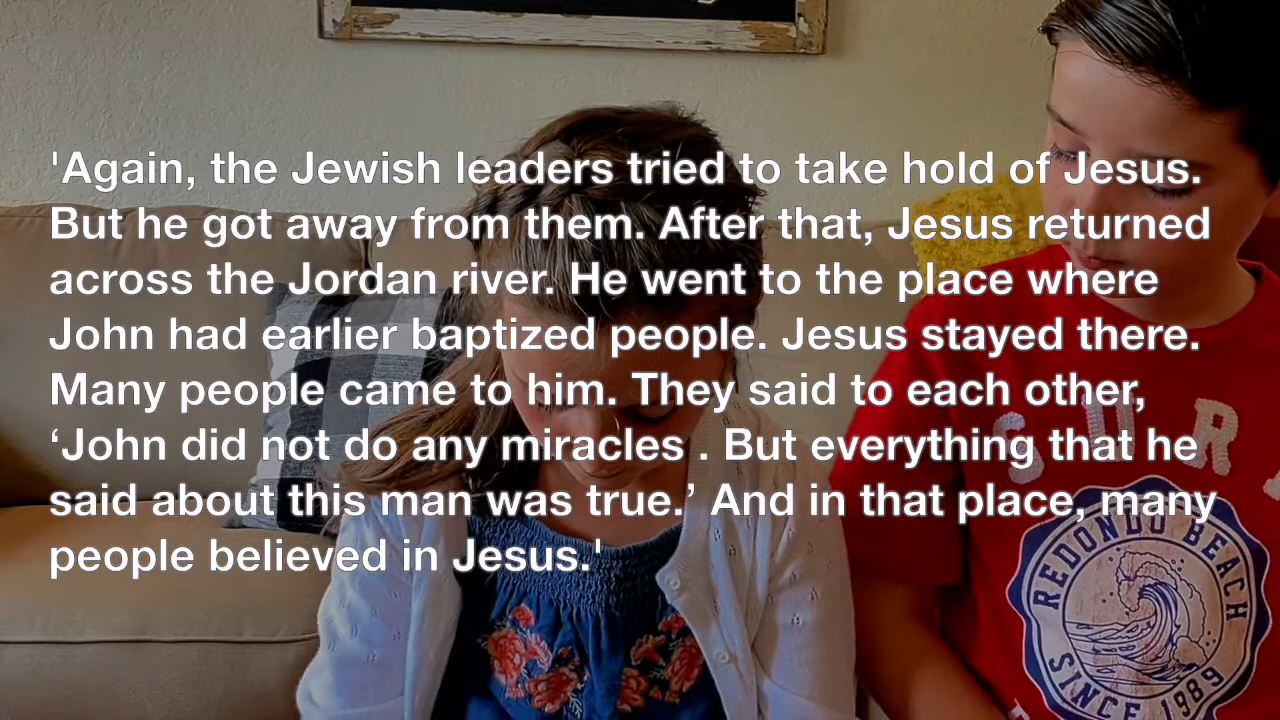 'Again, the Jewish leaders tried to take hold of Jesus.
But he got away from them. After that, Jesus returned
across the Jordan river. He went to the place where
John had earlier baptized people. Jesus stayed there.
Many people came to him. They said to each other,
‘John did not do any miracles . But everything that he
said about this man was true.’ And in that place, many
people believed in Jesus.'
SURF
REDONDO BEACH
SINCE 1989